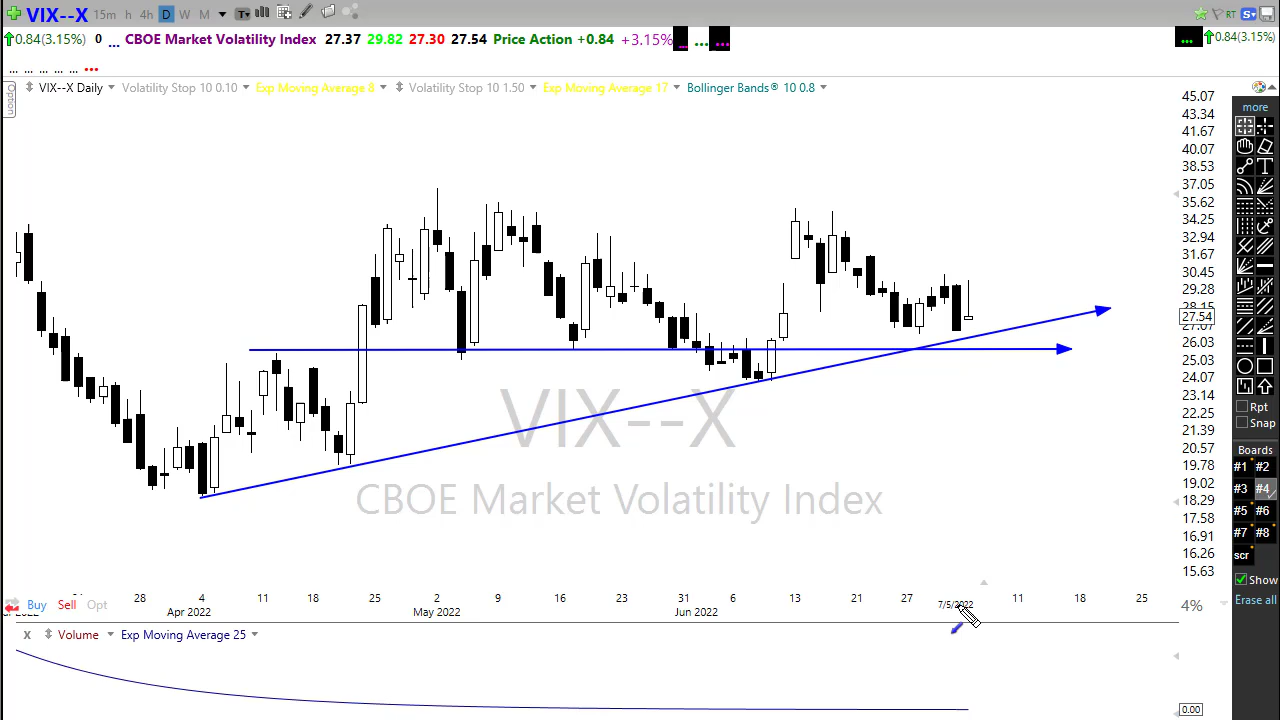 VIX--X 15m h 4h D W M T RT S
0.84(3.15%) 0 ... CBOE Market Volatility Index 27.37 29.82 27.30 27.54 Price Action +0.84 +3.15% ... ... ... ... 0.84(3.15%)
... ... ... ... ... ...
Option
VIX--X Daily Volatility Stop 10 0.10 Exp Moving Average 8 Volatility Stop 10 1.50 Exp Moving Average 17 Bollinger Bands® 10 0.8
45.07
43.34
41.67
40.07
38.53
37.05
35.62
34.25
32.94
31.67
30.45
29.28
28.15
27.54
27.07
26.03
25.03
24.07
23.14
22.25
21.39
20.57
19.78
19.02
18.29
17.58
16.91
16.26
15.63
VIX--X
CBOE Market Volatility Index
more
T
Rpt
Snap
Boards
#1 #2
#3 #4
#5 #6
#7 #8
scr
Show
Erase all
28 4 11 18 25 2 9 16 23 31 6 13 21 27 7/5/2022 11 18 25
Buy Sell Opt
Apr 2022 May 2022 Jun 2022
4%
X Volume Exp Moving Average 25
0.00